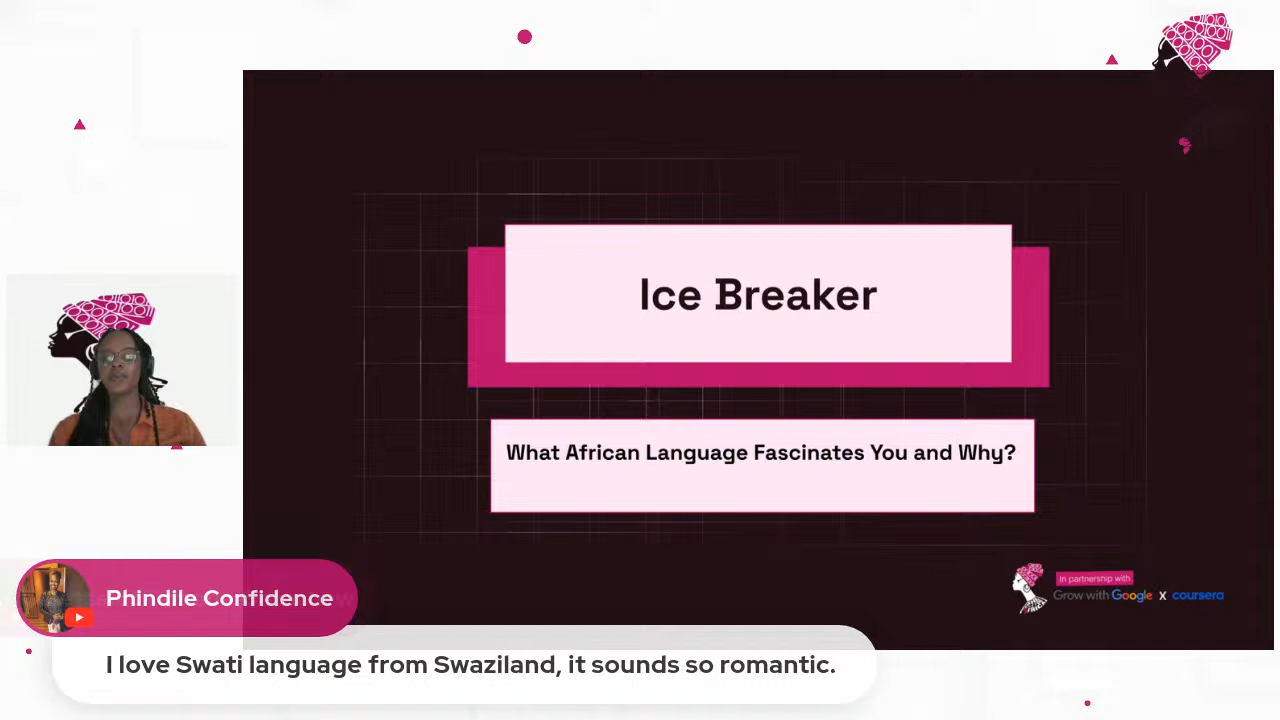 Ice Breaker
What African Language Fascinates You and Why?
In partnership with
Grow with Google X coursera
Phindile Confidence
I love Swati language from Swaziland, it sounds so romantic.